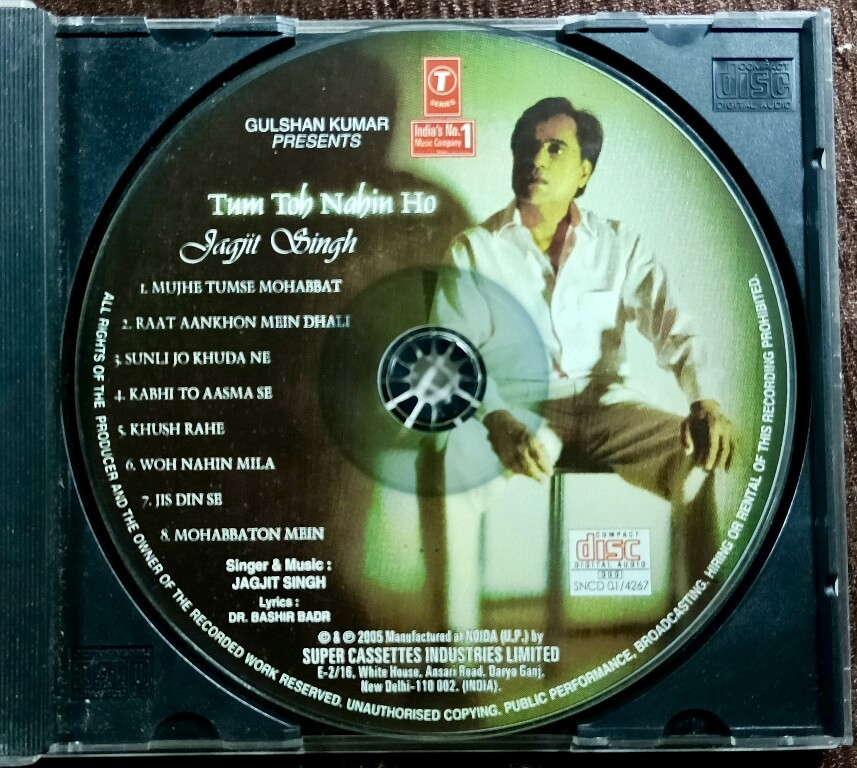 T
SERIES
India's No. 1
Music Company
GULSHAN KUMAR
PRESENTS
Tum Toh Nahin Ho
Jagjit Singh
1. MUJHE TUMSE MOHABBAT
2. RAAT AANKHON MEIN DHALI
3. SUNLI JO KHUDA NE
4. KABHI TO AASMA SE
5. KHUSH RAHE
6. WOH NAHIN MILA
7. JIS DIN SE
8. MOHABBATON MEIN
Singer & Music :
JAGJIT SINGH
Lyrics :
DR. BASHIR BADR
© & ℗ 2005 Manufactured at NOIDA (U.P.) by
SUPER CASSETTES INDUSTRIES LIMITED
E-2/16, White House, Ansari Road, Darya Ganj,
New Delhi-110 002. (INDIA).
COMPACT
disc
DIGITAL AUDIO
DDD
SNCD 01/4267
ALL RIGHTS OF THE PRODUCER AND THE OWNER OF THE RECORDED WORK RESERVED. UNAUTHORISED COPYING. PUBLIC PERFORMANCE, BROADCASTING. HIRING OR RENTAL OF THIS RECORDING PROHIBITED.
COMPACT
disc
DIGITAL AUDIO